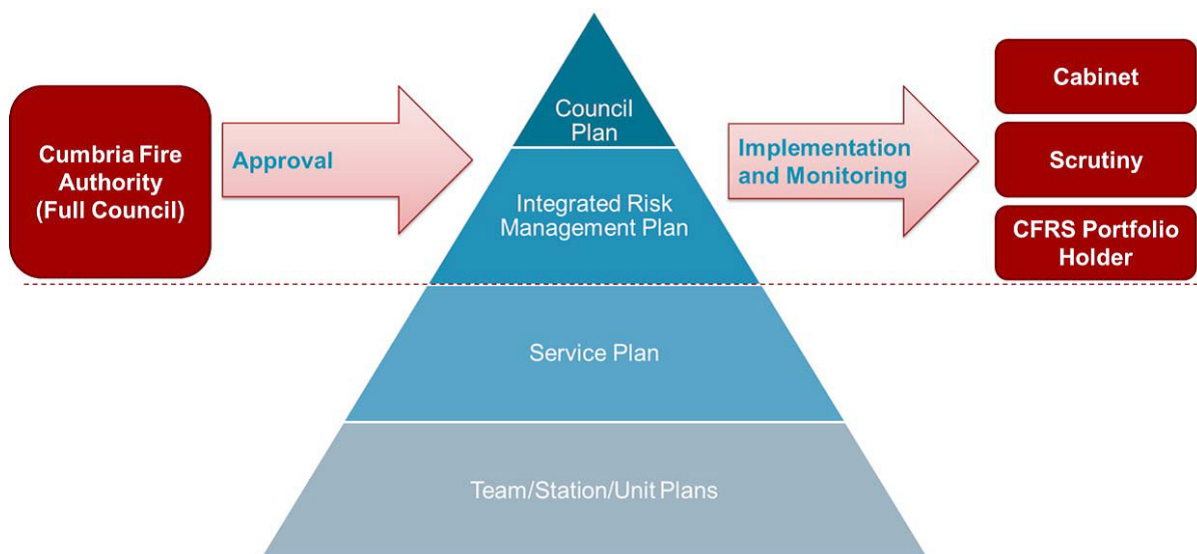 Cumbria Fire
Authority
(Full Council)
Approval
Council
Plan
Integrated Risk
Management Plan
Service Plan
Team/Station/Unit Plans
Implementation
and Monitoring
Cabinet
Scrutiny
CFRS Portfolio
Holder